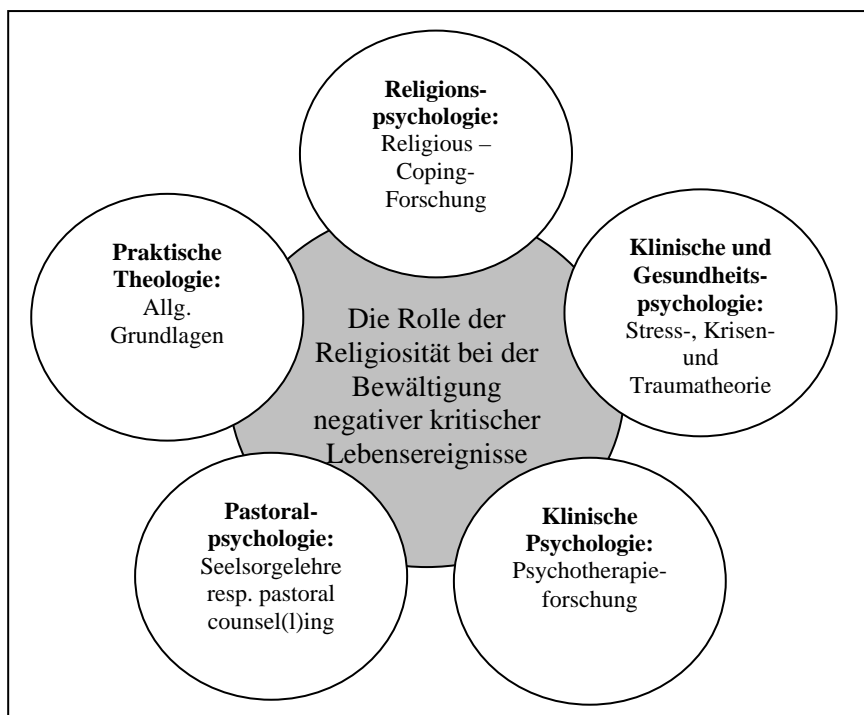 Religions-
psychologie:
Religious –
Coping-
Forschung
Praktische
Theologie:
Allg.
Grundlagen
Klinische und
Gesundheits-
psychologie:
Stress-, Krisen-
und
Traumatheorie
Die Rolle der
Religiosität bei der
Bewältigung
negativer kritischer
Lebensereignisse
Pastoral-
psychologie:
Seelsorgelehre
resp. pastoral
counsel(l)ing
Klinische
Psychologie:
Psychotherapie-
forschung